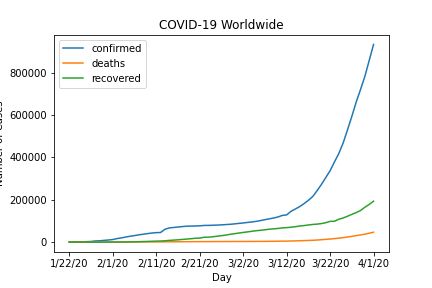 COVID-19 Worldwide
confirmed
deaths
recovered
800000
600000
400000
200000
0
1/22/20 2/1/20 2/11/20 2/21/20 3/2/20 3/12/20 3/22/20 4/1/20
Day